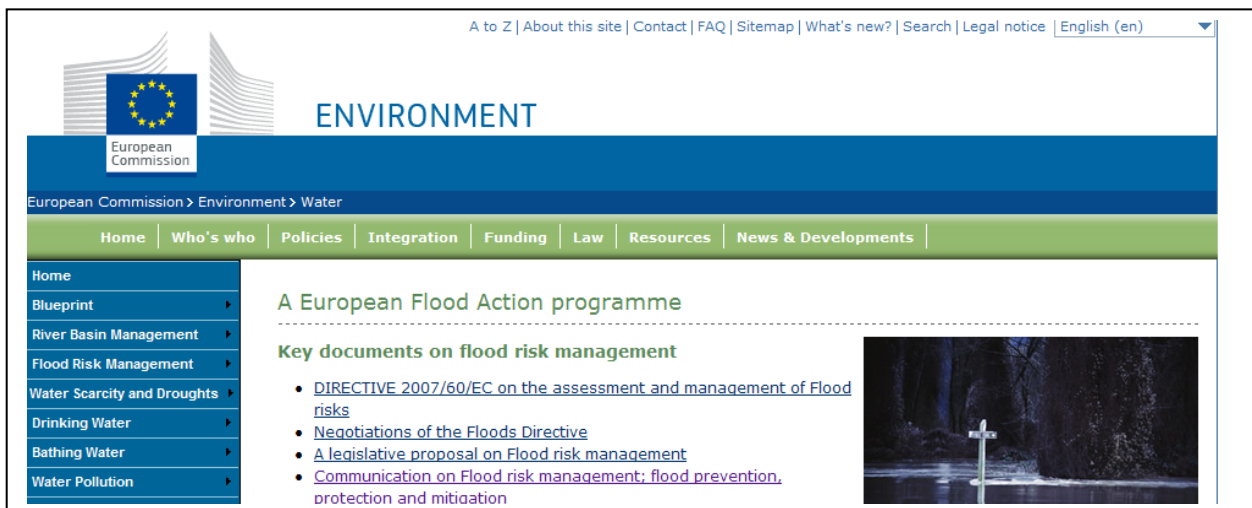 A to Z | About this site | Contact | FAQ | Sitemap | What's new? | Search | Legal notice English (en)
ENVIRONMENT
European
Commission
European Commission > Environment > Water
Home | Who's who | Policies | Integration | Funding | Law | Resources | News & Developments |
Home
Blueprint
River Basin Management
Flood Risk Management
Water Scarcity and Droughts
Drinking Water
Bathing Water
Water Pollution
A European Flood Action programme
Key documents on flood risk management
• DIRECTIVE 2007/60/EC on the assessment and management of Flood
risks
• Negotiations of the Floods Directive
• A legislative proposal on Flood risk management
• Communication on Flood risk management; flood prevention,
protection and mitigation